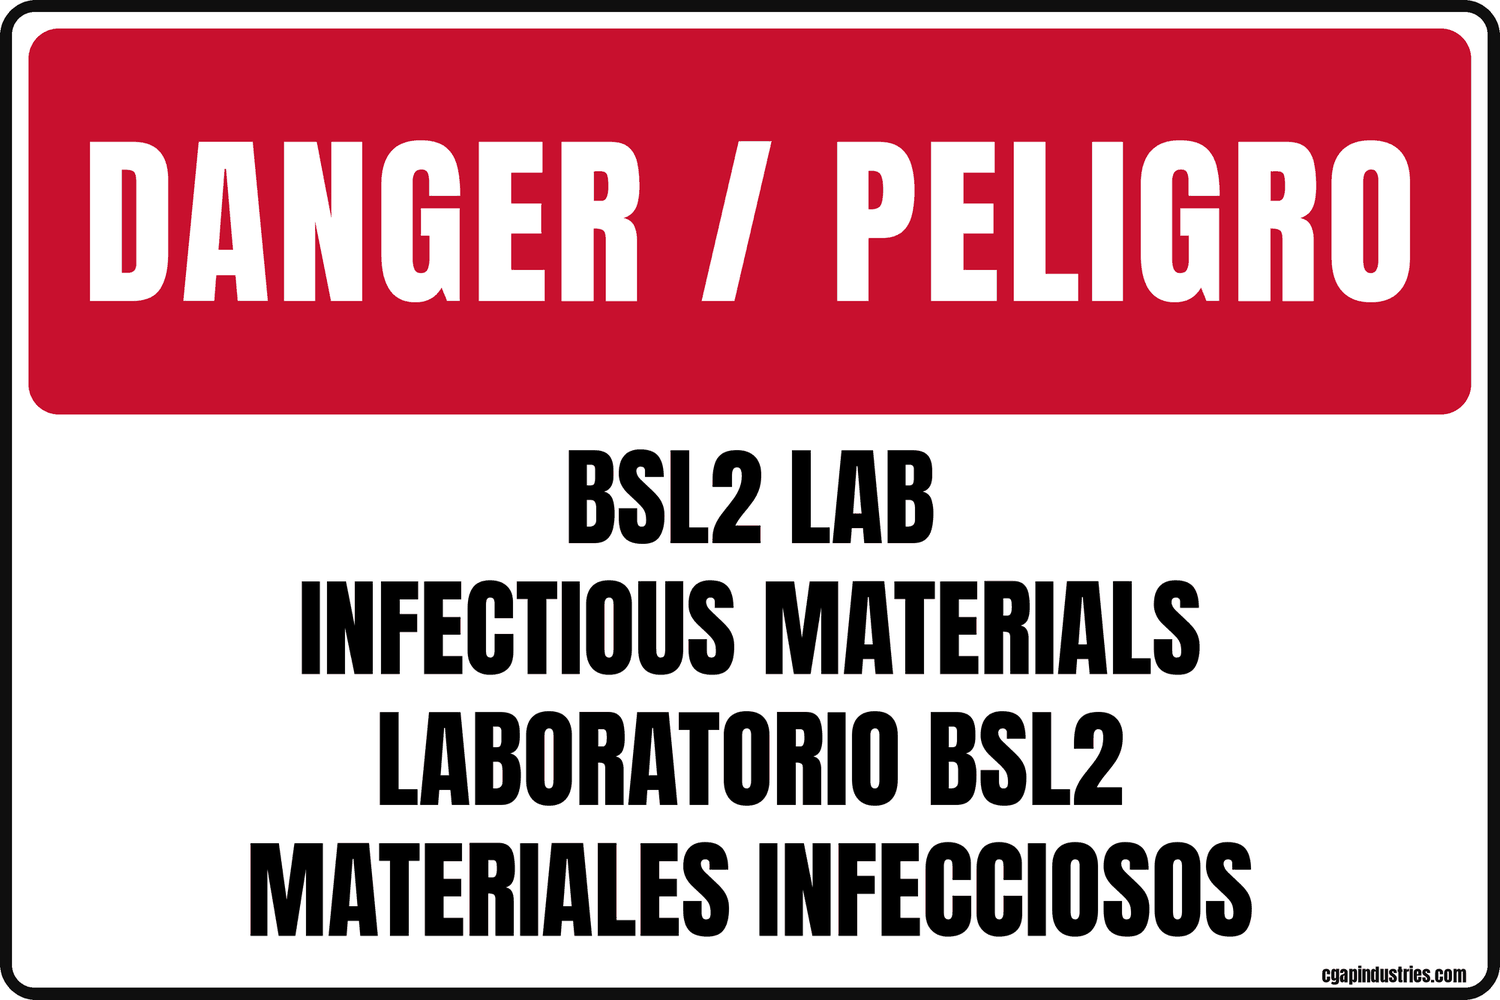 DANGER / PELIGRO
BSL2 LAB
INFECTIOUS MATERIALS
LABORATORIO BSL2
MATERIALES INFECCIOSOS
cgapindustries.com